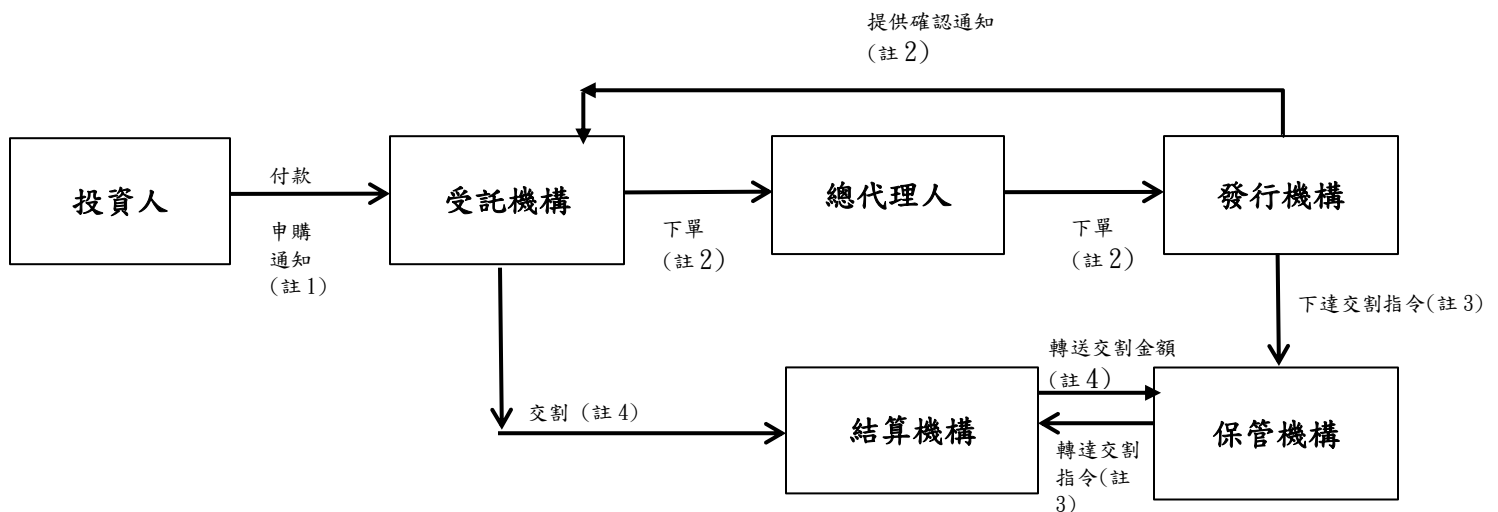 提供確認通知
(註 2)
投資人
付款
申購
通知
(註 1)
受託機構
下單
(註 2)
總代理人
下單
(註 2)
發行機構
下達交割指令(註 3)
交割 (註 4)
結算機構
轉送交割金額
(註 4)
轉達交割
指令(註
3)
保管機構